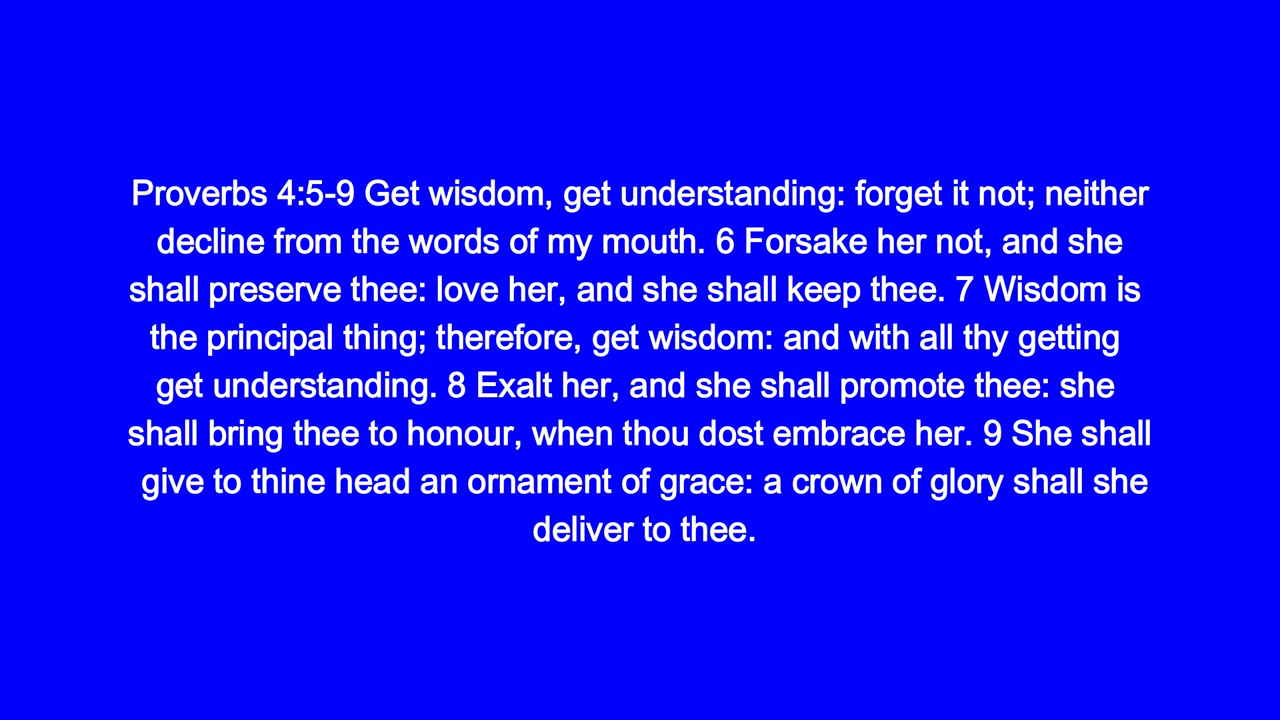 Proverbs 4:5-9 Get wisdom, get understanding: forget it not; neither
decline from the words of my mouth. 6 Forsake her not, and she
shall preserve thee: love her, and she shall keep thee. 7 Wisdom is
the principal thing; therefore, get wisdom: and with all thy getting
get understanding. 8 Exalt her, and she shall promote thee: she
shall bring thee to honour, when thou dost embrace her. 9 She shall
give to thine head an ornament of grace: a crown of glory shall she
deliver to thee.